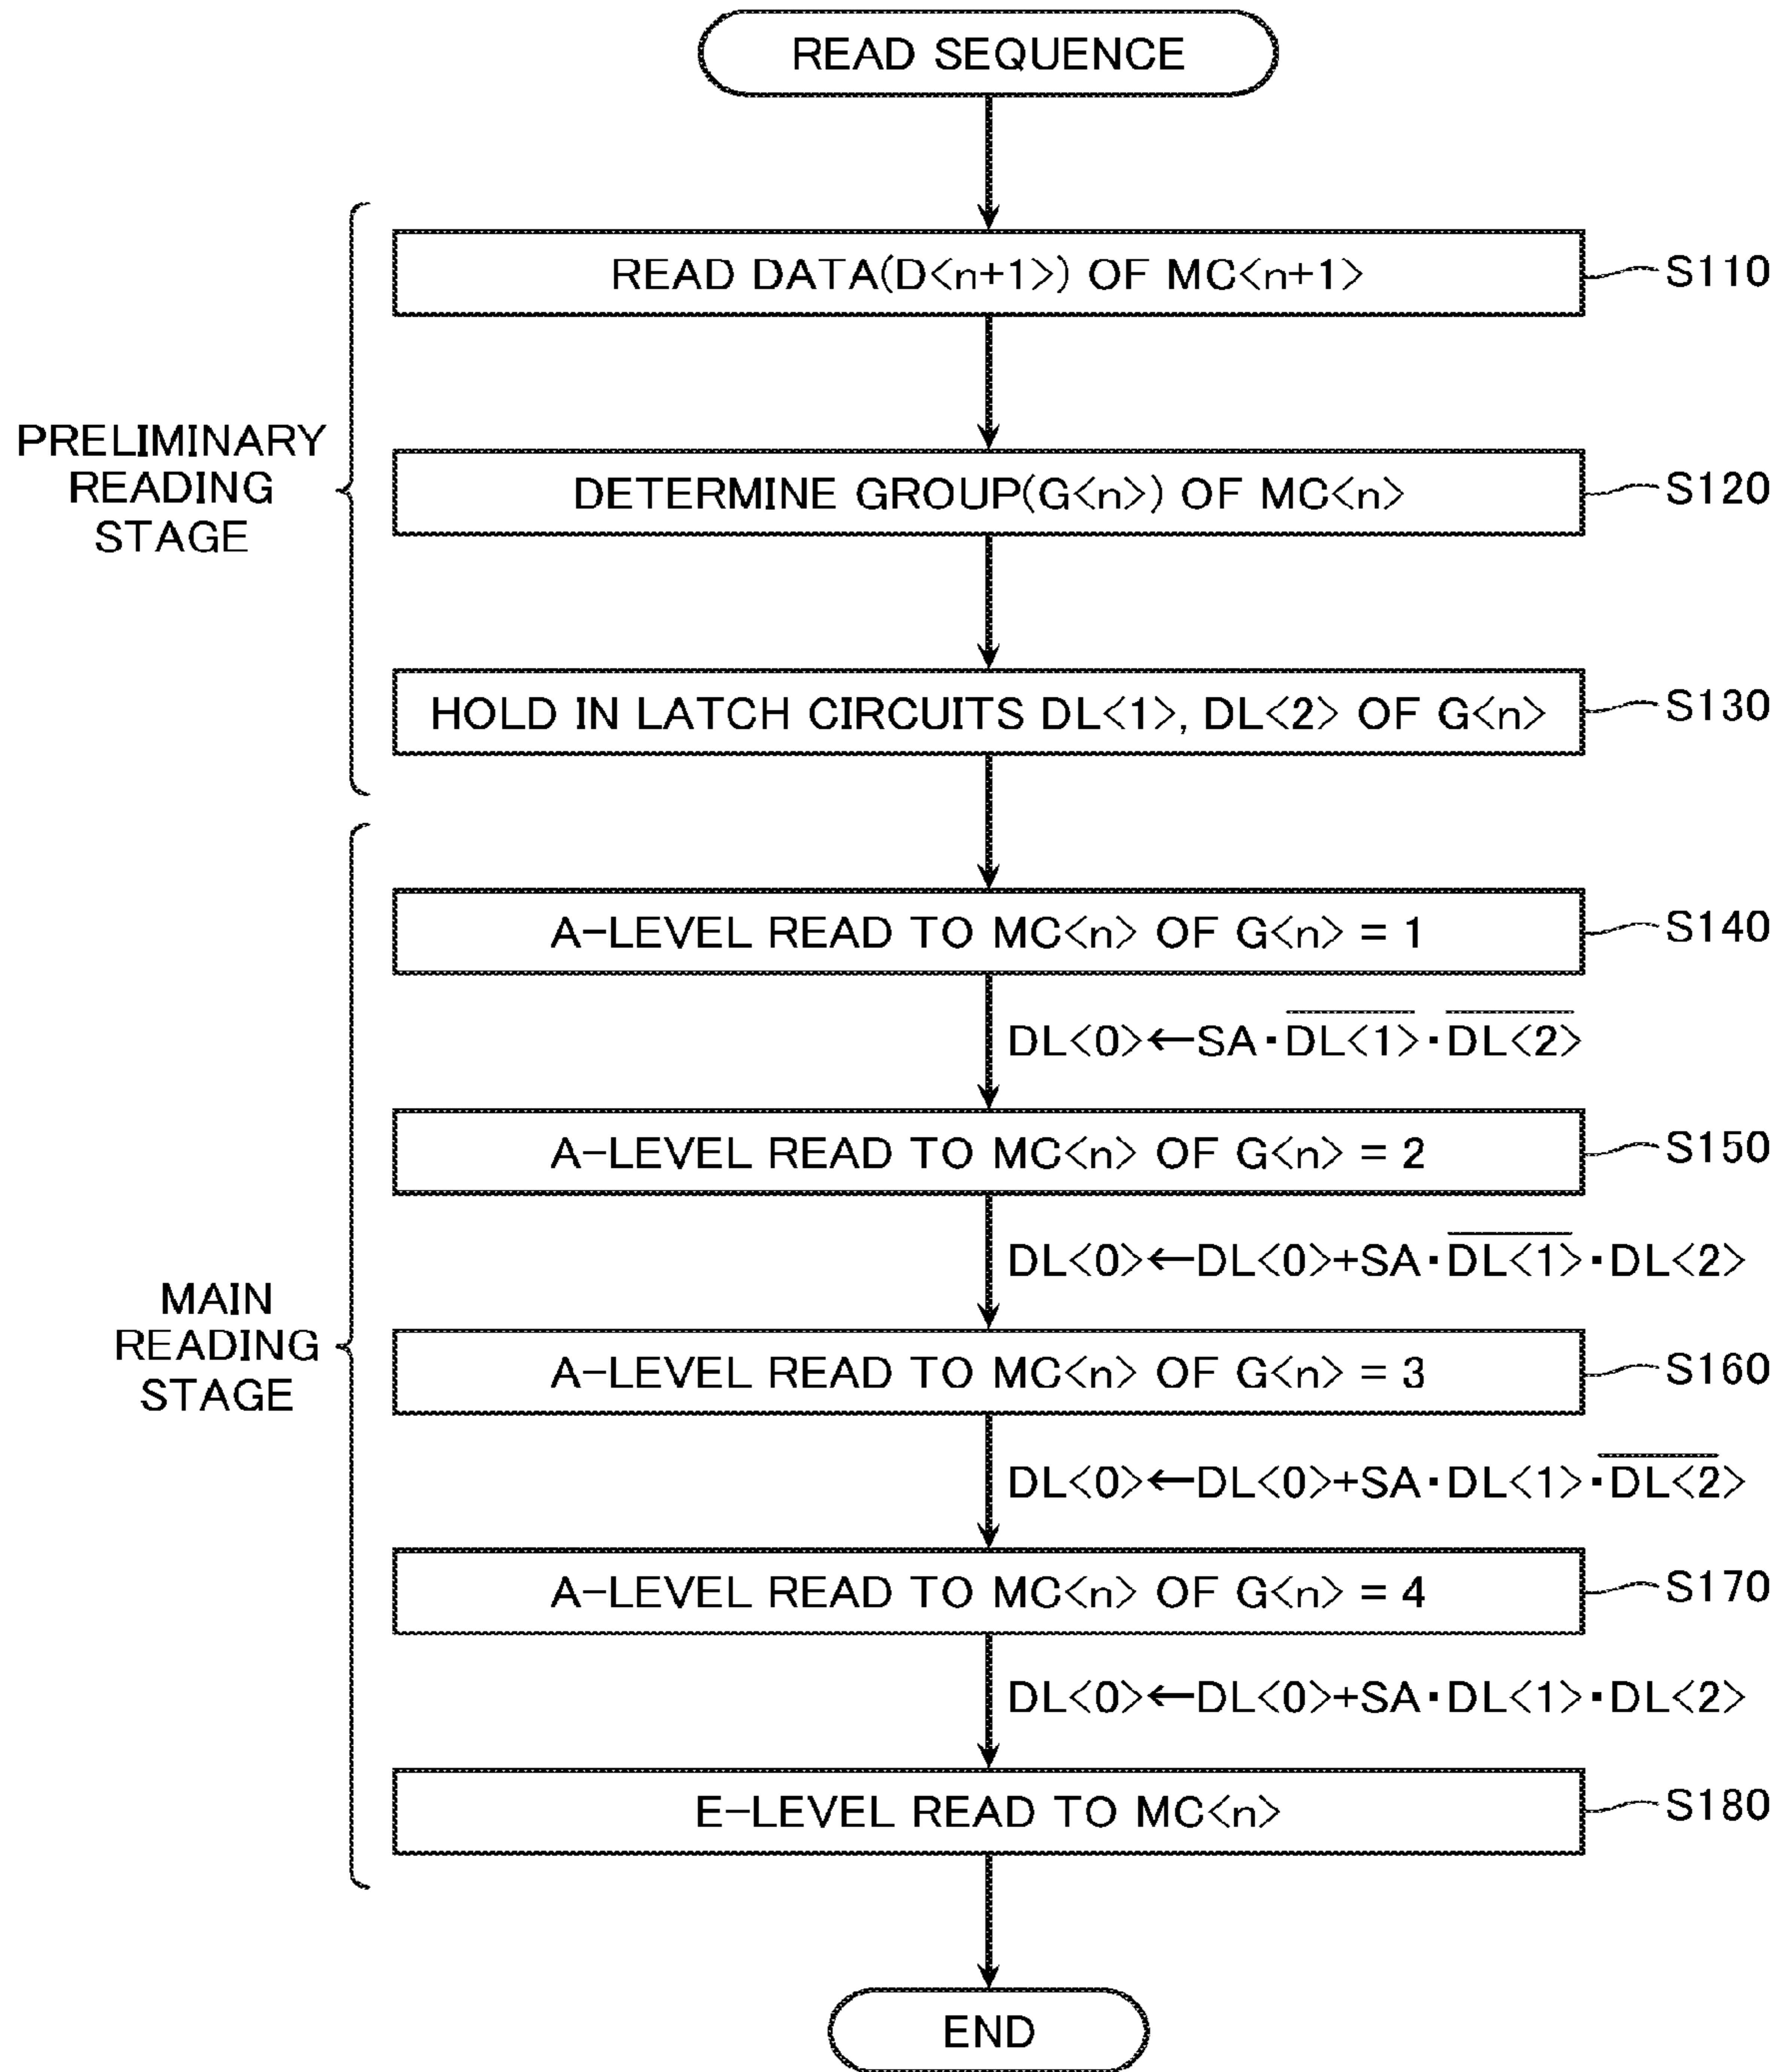 READ SEQUENCE
READ DATA(D<n+1>) OF MC<n+1>
S110
PRELIMINARY
READING
STAGE
DETERMINE GROUP(G<n>) OF MC<n>
S120
HOLD IN LATCH CIRCUITS DL<1>, DL<2> OF G<n>
S130
A-LEVEL READ TO MC<n> OF G<n> = 1
S140
DL<0>←SA·D̅L̅<̅1̅>̅·D̅L̅<̅2̅>̅
A-LEVEL READ TO MC<n> OF G<n> = 2
S150
DL<0>←DL<0>+SA·D̅L̅<̅1̅>̅·DL<2>
MAIN
READING
STAGE
A-LEVEL READ TO MC<n> OF G<n> = 3
S160
DL<0>←DL<0>+SA·DL<1>·D̅L̅<̅2̅>̅
A-LEVEL READ TO MC<n> OF G<n> = 4
S170
DL<0>←DL<0>+SA·DL<1>·DL<2>
E-LEVEL READ TO MC<n>
S180
END